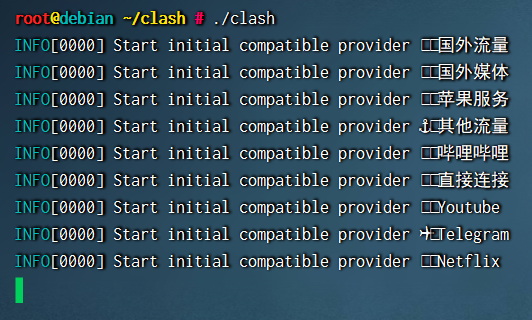 root@debian ~/clash # ./clash
INFO[0000] Start initial compatible provider □□国外流量
INFO[0000] Start initial compatible provider □□国外媒体
INFO[0000] Start initial compatible provider □□苹果服务
INFO[0000] Start initial compatible provider ⚓□其他流量
INFO[0000] Start initial compatible provider □□哔哩哔哩
INFO[0000] Start initial compatible provider □□直接连接
INFO[0000] Start initial compatible provider □□Youtube
INFO[0000] Start initial compatible provider ✈□Telegram
INFO[0000] Start initial compatible provider □□Netflix